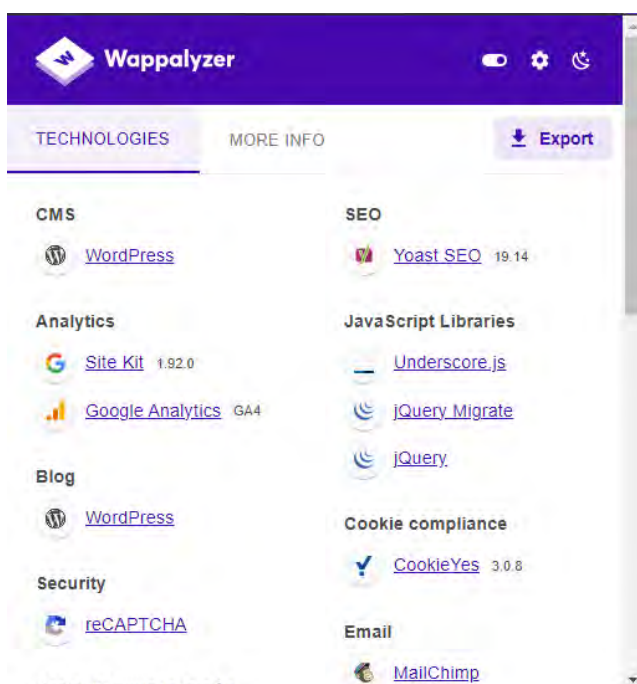 Wappalyzer
TECHNOLOGIES
MORE INFO
Export
CMS
WordPress
Analytics
Site Kit 1.92.0
Google Analytics GA4
Blog
WordPress
Security
reCAPTCHA
SEO
Yoast SEO 19.14
JavaScript Libraries
Underscore.js
jQuery Migrate
jQuery
Cookie compliance
CookieYes 3.0.8
Email
MailChimp